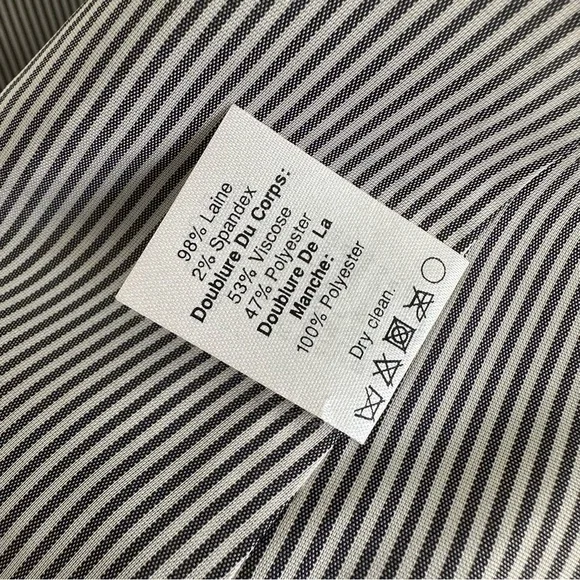 98% Laine
2% Spandex
Doublure Du Corps:
53% Viscose
47% Polyester
Doublure De La
Manche:
100% Polyester
Dry clean.